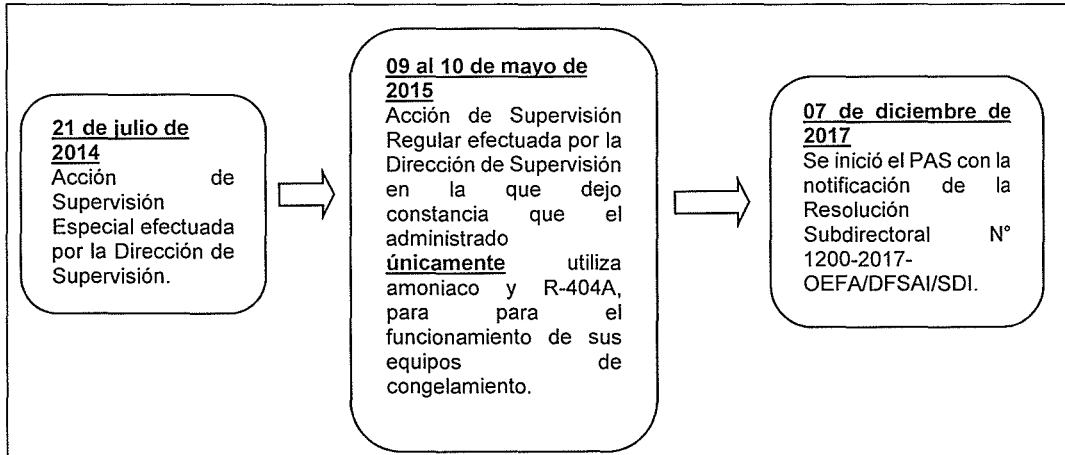 21 de julio de
2014
Acción de
Supervisión
Especial efectuada
por la Dirección de
Supervisión.
09 al 10 de mayo de
2015
Acción de Supervisión
Regular efectuada por la
Dirección de Supervisión
en la que dejo
constancia que el
administrado
únicamente utiliza
amoniaco y R-404A,
para para el
funcionamiento de sus
equipos de
congelamiento.
07 de diciembre de
2017
Se inició el PAS con la
notificación de la
Resolución
Subdirectoral N°
1200-2017-
OEFA/DFSAI/SDI.